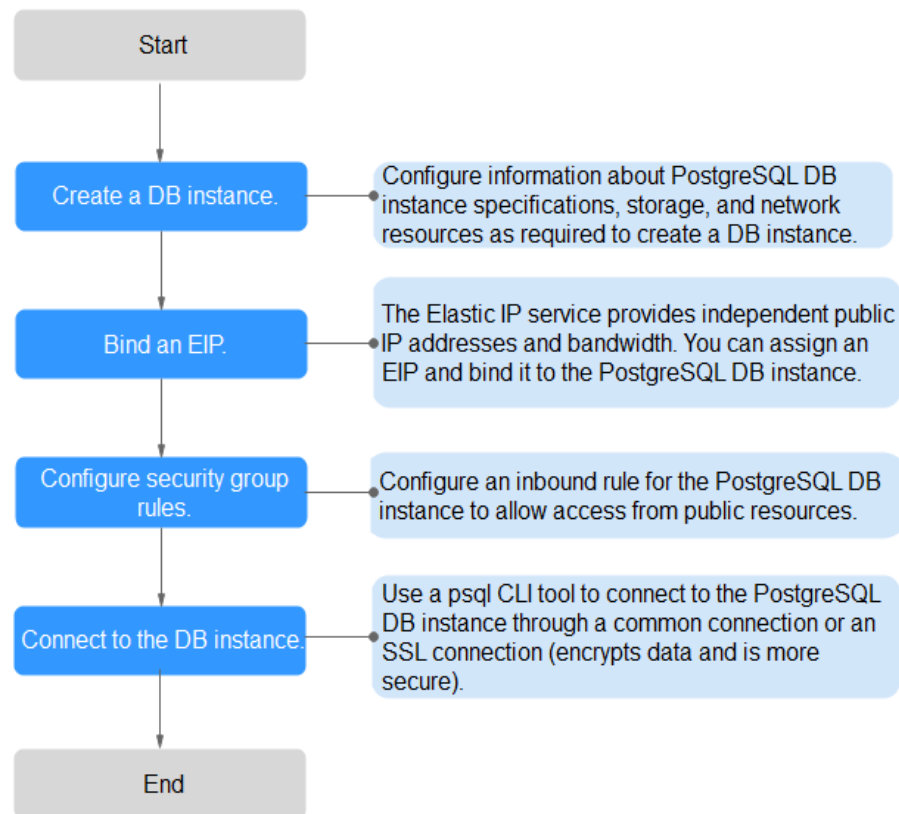 Start
Create a DB instance.
Configure information about PostgreSQL DB
instance specifications, storage, and network
resources as required to create a DB instance.
Bind an EIP.
The Elastic IP service provides independent public
IP addresses and bandwidth. You can assign an
EIP and bind it to the PostgreSQL DB instance.
Configure security group
rules.
Configure an inbound rule for the PostgreSQL DB
instance to allow access from public resources.
Connect to the DB instance.
Use a psql CLI tool to connect to the PostgreSQL
DB instance through a common connection or an
SSL connection (encrypts data and is more
secure).
End